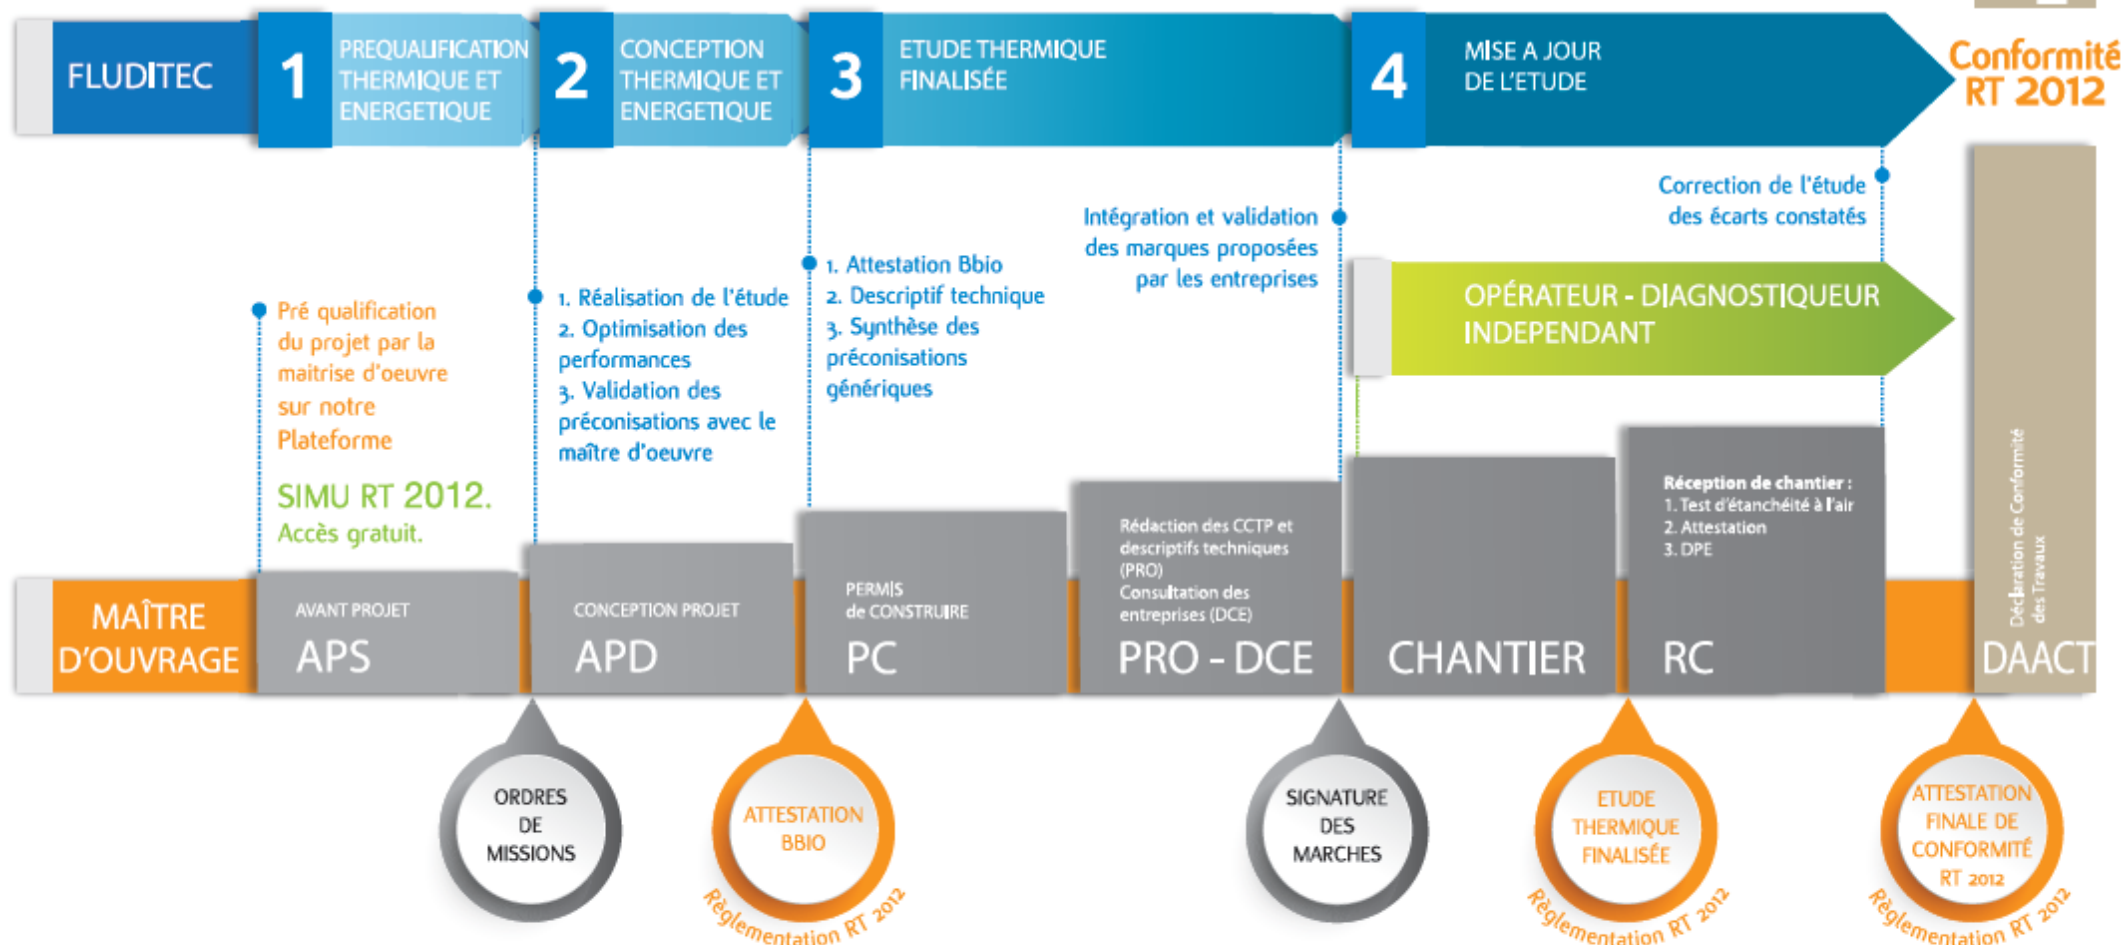 FLUDITEC
1
PREQUALIFICATION
THERMIQUE ET
ENERGETIQUE
2
CONCEPTION
THERMIQUE ET
ENERGETIQUE
3
ETUDE THERMIQUE
FINALISÉE
4
MISE A JOUR
DE L'ETUDE
Conformité
RT 2012
Pré qualification
du projet par la
maitrise d'oeuvre
sur notre
Plateforme
SIMU RT 2012.
Accès gratuit.
1. Réalisation de l'étude
2. Optimisation des
performances
3. Validation des
préconisations avec le
maître d'oeuvre
1. Attestation Bbio
2. Descriptif technique
3. Synthèse des
préconisations
génériques
Intégration et validation
des marques proposées
par les entreprises
Correction de l'étude
des écarts constatés
OPÉRATEUR - DIAGNOSTIQUEUR
INDEPENDANT
MAÎTRE
D'OUVRAGE
AVANT PROJET
APS
CONCEPTION PROJET
APD
PERMIS
de CONSTRUIRE
PC
Rédaction des CCTP et
descriptifs techniques
(PRO)
Consultation des
entreprises (DCE)
PRO - DCE
CHANTIER
Réception de chantier :
1. Test d'étanchéité à l'air
2. Attestation
3. DPE
RC
Déclaration de Conformité
des Travaux
DAACT
ORDRES
DE
MISSIONS
ATTESTATION
BBIO
Règlementation RT 2012
SIGNATURE
DES
MARCHES
ETUDE
THERMIQUE
FINALISÉE
Règlementation RT 2012
ATTESTATION
FINALE DE
CONFORMITÉ
RT 2012
Règlementation RT 2012